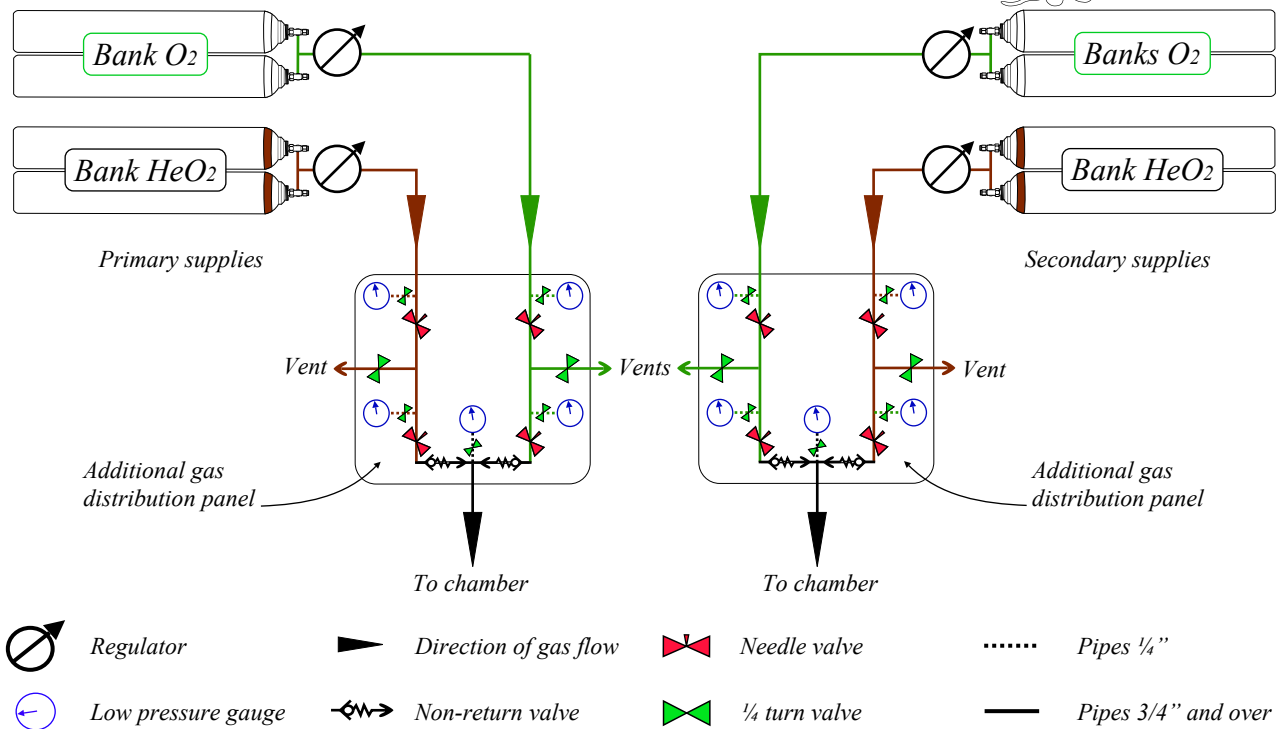 Bank O₂
Banks O₂
Bank HeO₂
Bank HeO₂
Primary supplies
Secondary supplies
Vent
Vents
Vent
Additional gas
distribution panel
Additional gas
distribution panel
To chamber
To chamber
Regulator
Direction of gas flow
Needle valve
Pipes ¼”
Low pressure gauge
Non-return valve
¼ turn valve
Pipes 3/4” and over